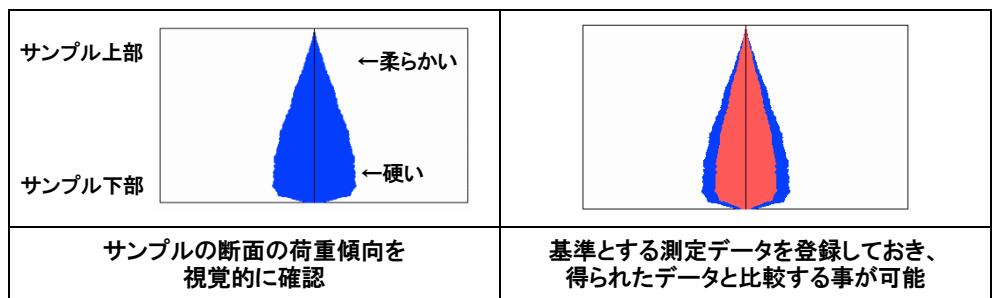 サンプル上部
←柔らかい
←硬い
サンプル下部
サンプルの断面の荷重傾向を
視覚的に確認
基準とする測定データを登録しておき、
得られたデータと比較する事が可能